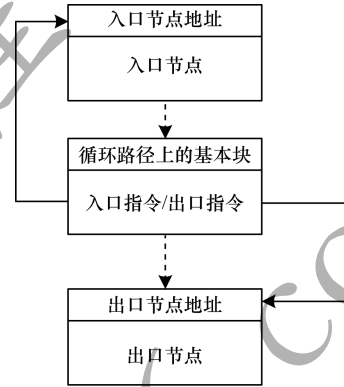 入口节点地址
入口节点
循环路径上的基本块
入口指令/出口指令
出口节点地址
出口节点